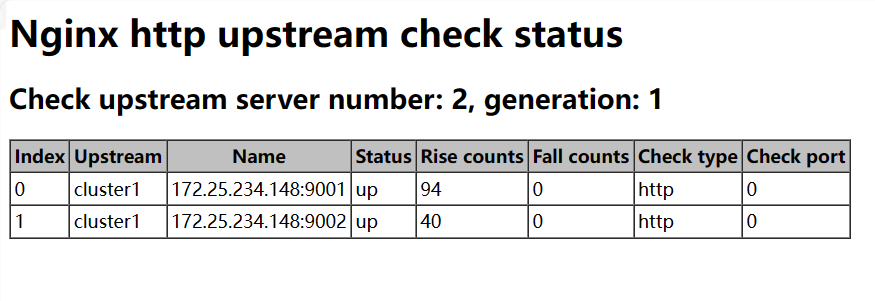 Nginx http upstream check status
Check upstream server number: 2, generation: 1
Index Upstream Name Status Rise counts Fall counts Check type Check port
0 cluster1 172.25.234.148:9001 up 94 0 http 0
1 cluster1 172.25.234.148:9002 up 40 0 http 0